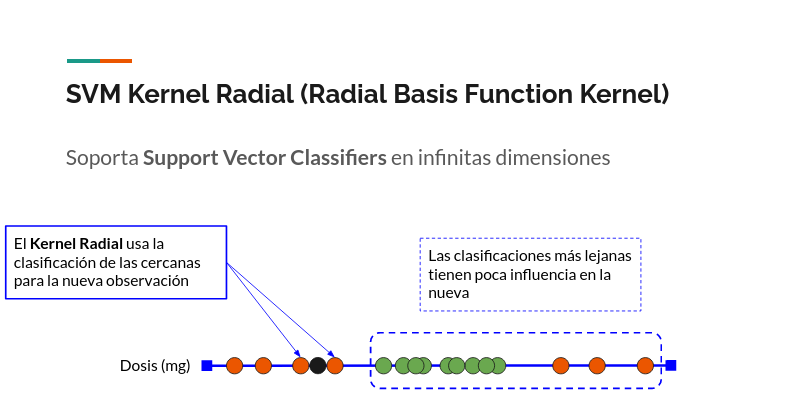 SVM Kernel Radial (Radial Basis Function Kernel)
Soporta Support Vector Classifiers en infinitas dimensiones
El Kernel Radial usa la
clasificación de las cercanas
para la nueva observación
Las clasificaciones más lejanas
tienen poca influencia en la
nueva
Dosis (mg)